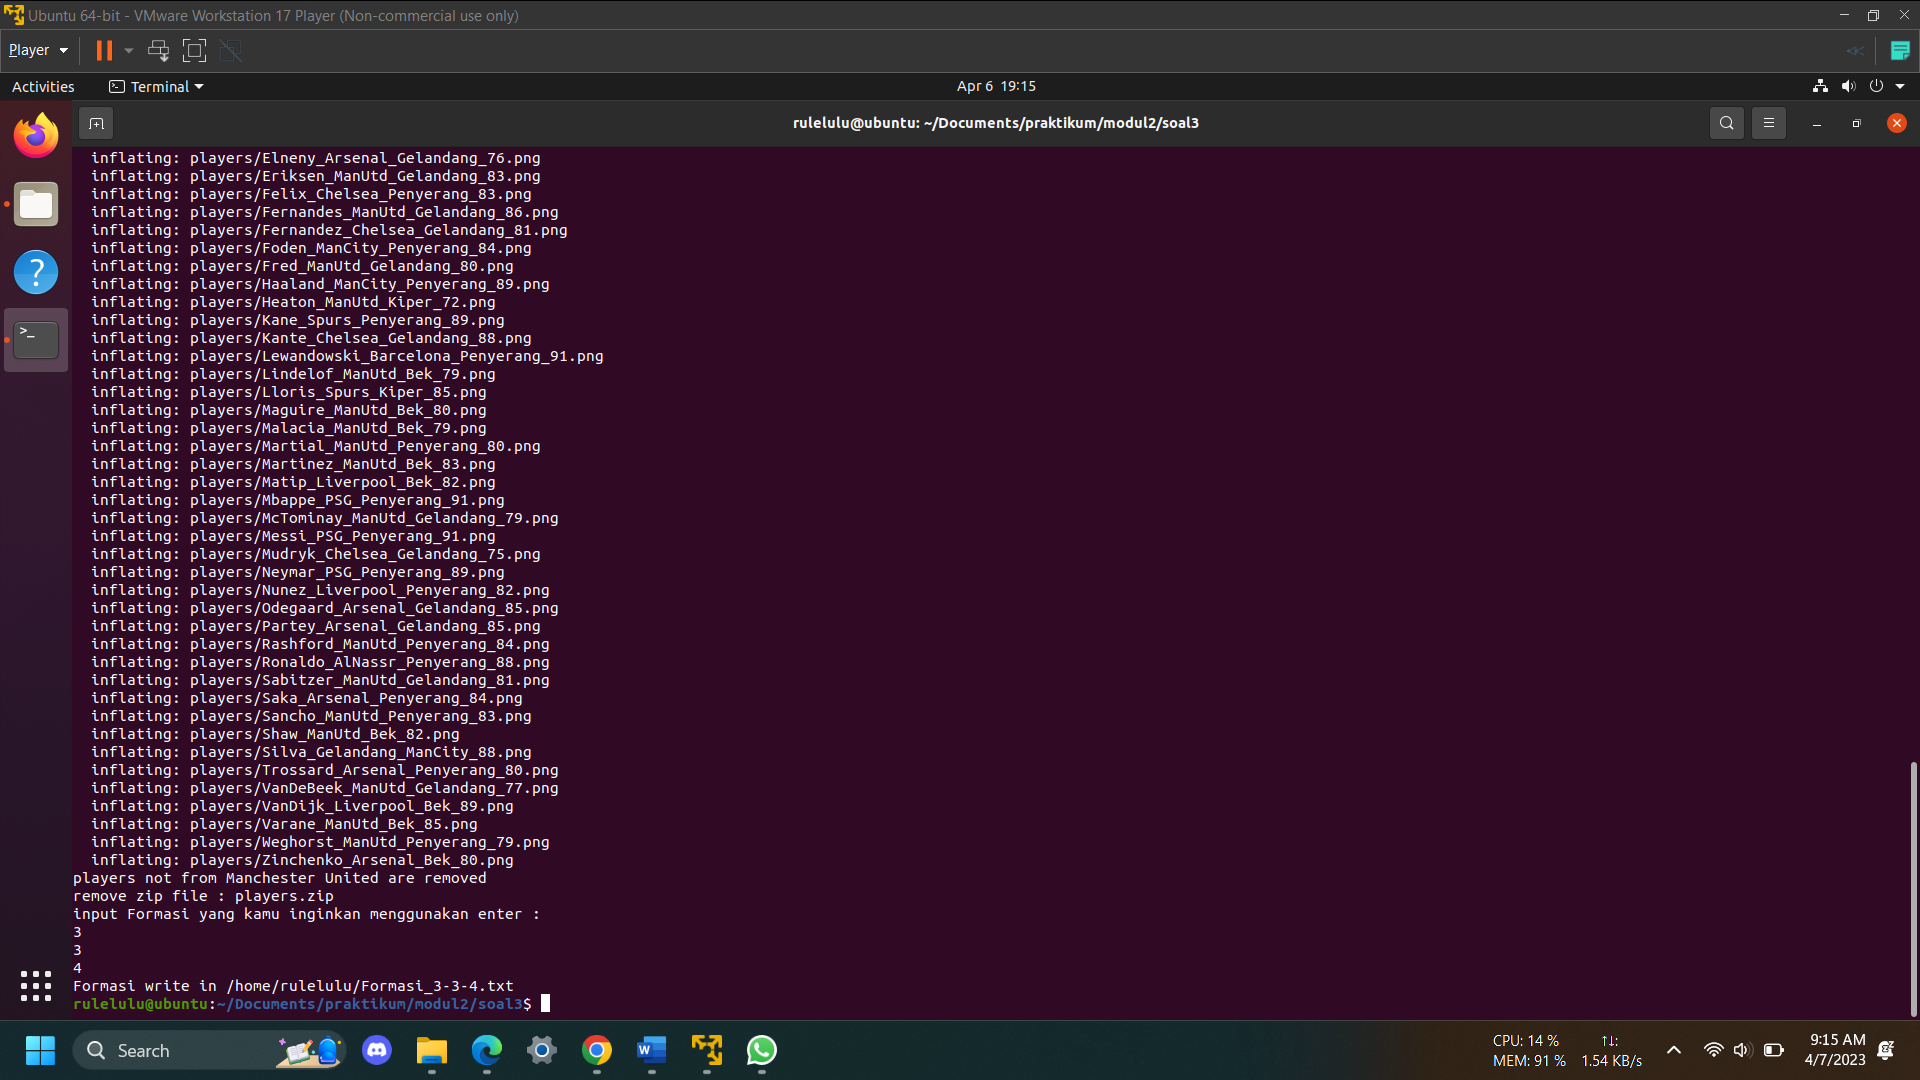 Ubuntu 64-bit - VMware Workstation 17 Player (Non-commercial use only)
Player
Activities
Terminal
Apr 6 19:15
rulelulu@ubuntu: ~/Documents/praktikum/modul2/soal3
inflating: players/Elneny_Arsenal_Gelandang_76.png
inflating: players/Eriksen_ManUtd_Gelandang_83.png
inflating: players/Felix_Chelsea_Penyerang_83.png
inflating: players/Fernandes_ManUtd_Gelandang_86.png
inflating: players/Fernandez_Chelsea_Gelandang_81.png
inflating: players/Foden_ManCity_Penyerang_84.png
inflating: players/Fred_ManUtd_Gelandang_80.png
inflating: players/Haaland_ManCity_Penyerang_89.png
inflating: players/Heaton_ManUtd_Kiper_72.png
inflating: players/Kane_Spurs_Penyerang_89.png
inflating: players/Kante_Chelsea_Gelandang_88.png
inflating: players/Lewandowski_Barcelona_Penyerang_91.png
inflating: players/Lindelof_ManUtd_Bek_79.png
inflating: players/Lloris_Spurs_Kiper_85.png
inflating: players/Maguire_ManUtd_Bek_80.png
inflating: players/Malacia_ManUtd_Bek_79.png
inflating: players/Martial_ManUtd_Penyerang_80.png
inflating: players/Martinez_ManUtd_Bek_83.png
inflating: players/Matip_Liverpool_Bek_82.png
inflating: players/Mbappe_PSG_Penyerang_91.png
inflating: players/McTominay_ManUtd_Gelandang_79.png
inflating: players/Messi_PSG_Penyerang_91.png
inflating: players/Mudryk_Chelsea_Gelandang_75.png
inflating: players/Neymar_PSG_Penyerang_89.png
inflating: players/Nunez_Liverpool_Penyerang_82.png
inflating: players/Odegaard_Arsenal_Gelandang_85.png
inflating: players/Partey_Arsenal_Gelandang_85.png
inflating: players/Rashford_ManUtd_Penyerang_84.png
inflating: players/Ronaldo_AlNassr_Penyerang_88.png
inflating: players/Sabitzer_ManUtd_Gelandang_81.png
inflating: players/Saka_Arsenal_Penyerang_84.png
inflating: players/Sancho_ManUtd_Penyerang_83.png
inflating: players/Shaw_ManUtd_Bek_82.png
inflating: players/Silva_Gelandang_ManCity_88.png
inflating: players/Trossard_Arsenal_Penyerang_80.png
inflating: players/VanDeBeek_ManUtd_Gelandang_77.png
inflating: players/VanDijk_Liverpool_Bek_89.png
inflating: players/Varane_ManUtd_Bek_85.png
inflating: players/Weghorst_ManUtd_Penyerang_79.png
inflating: players/Zinchenko_Arsenal_Bek_80.png
players not from Manchester United are removed
remove zip file : players.zip
input Formasi yang kamu inginkan menggunakan enter :
3
3
4
Formasi write in /home/rulelulu/Formasi_3-3-4.txt
rulelulu@ubuntu:~/Documents/praktikum/modul2/soal3$
Search
CPU: 14 %
MEM: 91 %
↑↓:
1.54 KB/s
9:15 AM
4/7/2023